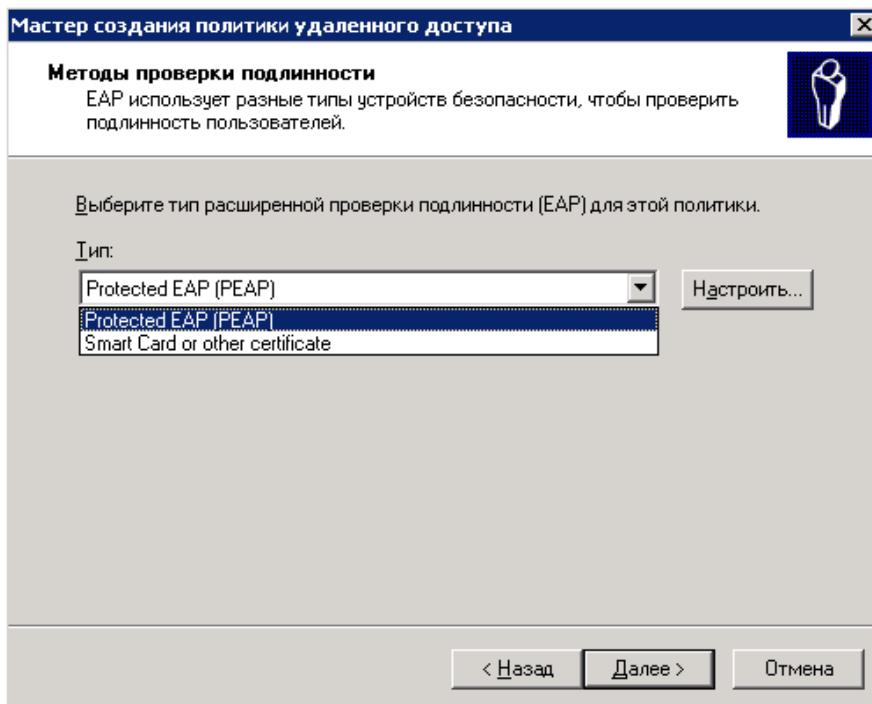 Мастер создания политики удаленного доступа
Методы проверки подлинности
EAP использует разные типы устройств безопасности, чтобы проверить
подлинность пользователей.
Выберите тип расширенной проверки подлинности (EAP) для этой политики.
Тип:
Protected EAP (PEAP)
Настроить...
Protected EAP (PEAP)
Smart Card or other certificate
< Назад
Далее >
Отмена